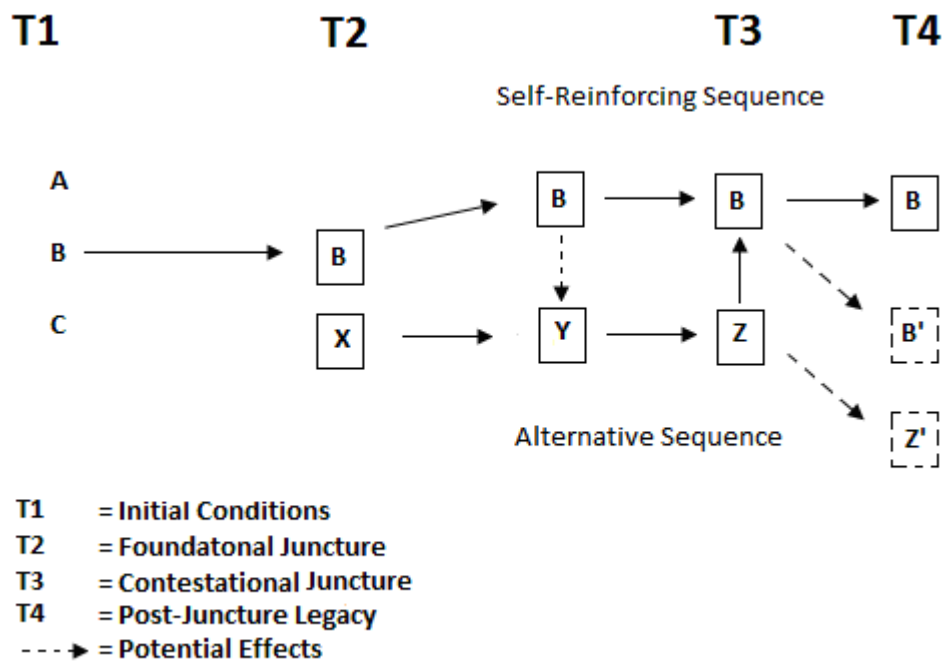 T1 T2 T3 T4
Self-Reinforcing Sequence
A
B B B
B
B
C
X Y Z B'
Alternative Sequence Z'
T1 = Initial Conditions
T2 = Foundatonal Juncture
T3 = Contestational Juncture
T4 = Post-Juncture Legacy
= Potential Effects